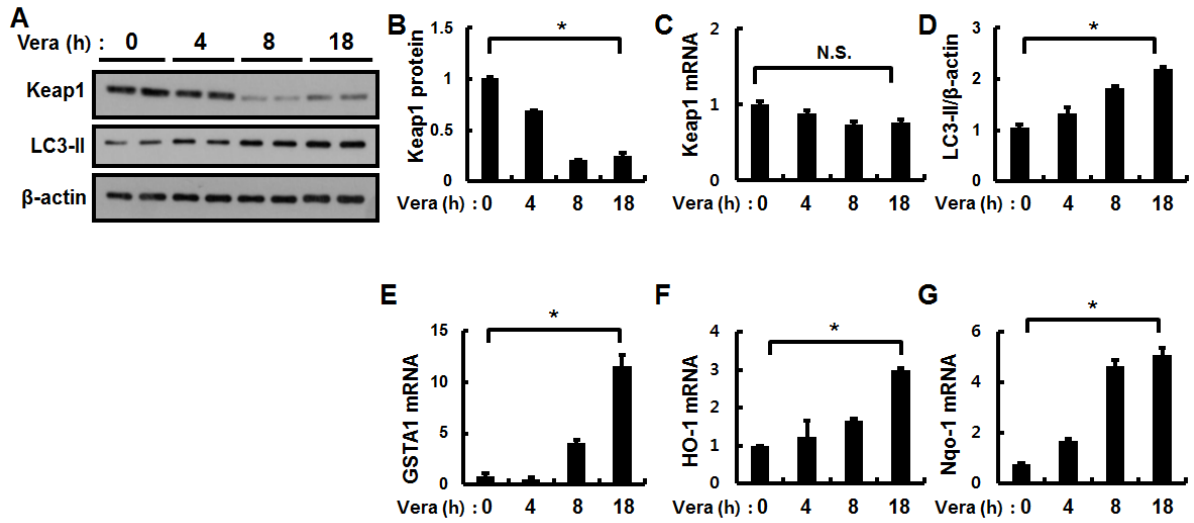 A
Vera (h) : 0 4 8 18
Keap1
LC3-II
β-actin
B
*
Keap1 protein
1.5
1
0.5
0
Vera (h) : 0 4 8 18
C
N.S.
Keap1 mRNA
2
1
0
Vera (h) : 0 4 8 18
D
*
LC3-II/β-actin
3
2
1
0
Vera (h) : 0 4 8 18
E
*
GSTA1 mRNA
15
10
5
0
Vera (h) : 0 4 8 18
F
*
HO-1 mRNA
4
3
2
1
0
Vera (h) : 0 4 8 18
G
*
Nqo-1 mRNA
6
4
2
0
Vera (h) : 0 4 8 18